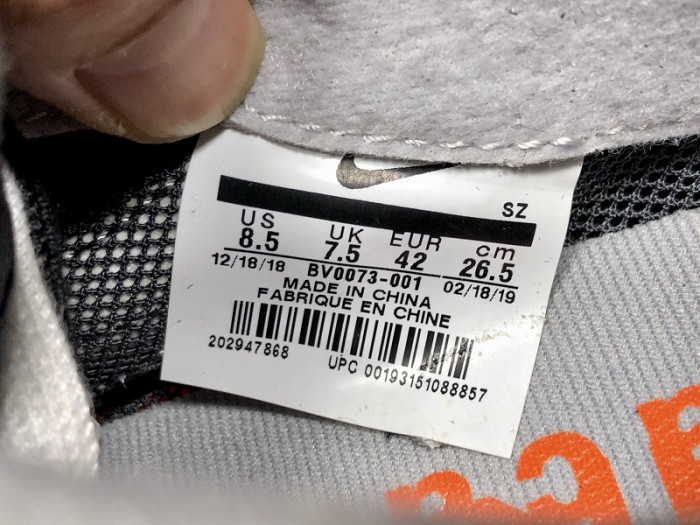 SZ
US UK EUR cm
8.5 7.5 42 26.5
12/18/18 BV0073-001 02/18/19
MADE IN CHINA
FABRIQUE EN CHINE
202947868 UPC 00193151088857